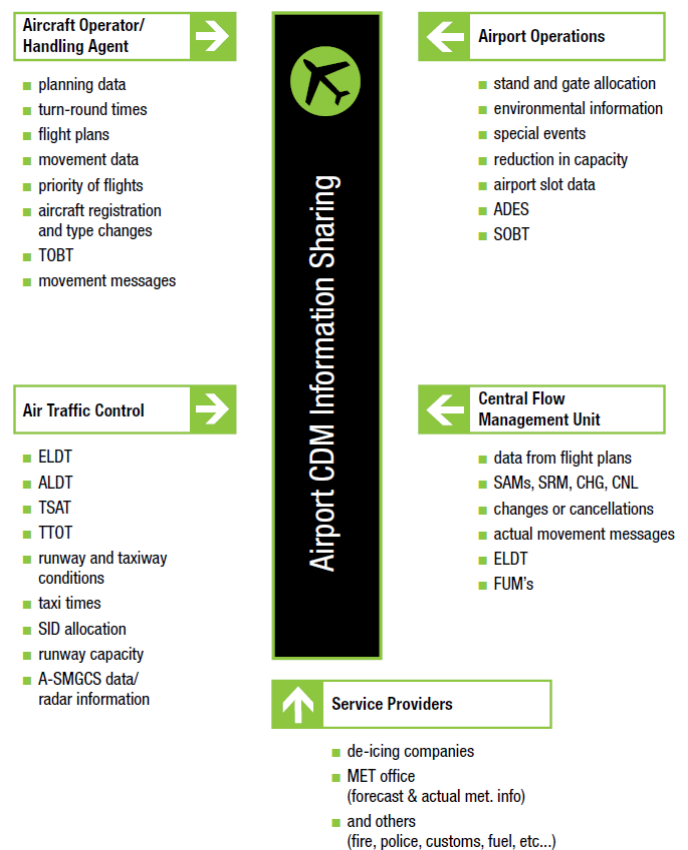 Aircraft Operator/
Handling Agent
planning data
turn-round times
flight plans
movement data
priority of flights
aircraft registration
and type changes
TOBT
movement messages
Airport Operations
stand and gate allocation
environmental information
special events
reduction in capacity
airport slot data
ADES
SOBT
Airport CDM Information Sharing
Air Traffic Control
ELDT
ALDT
TSAT
TTOT
runway and taxiway
conditions
taxi times
SID allocation
runway capacity
A-SMGCS data/
radar information
Central Flow
Management Unit
data from flight plans
SAMs, SRM, CHG, CNL
changes or cancellations
actual movement messages
ELDT
FUM's
Service Providers
de-icing companies
MET office
(forecast & actual met. info)
and others
(fire, police, customs, fuel, etc...)